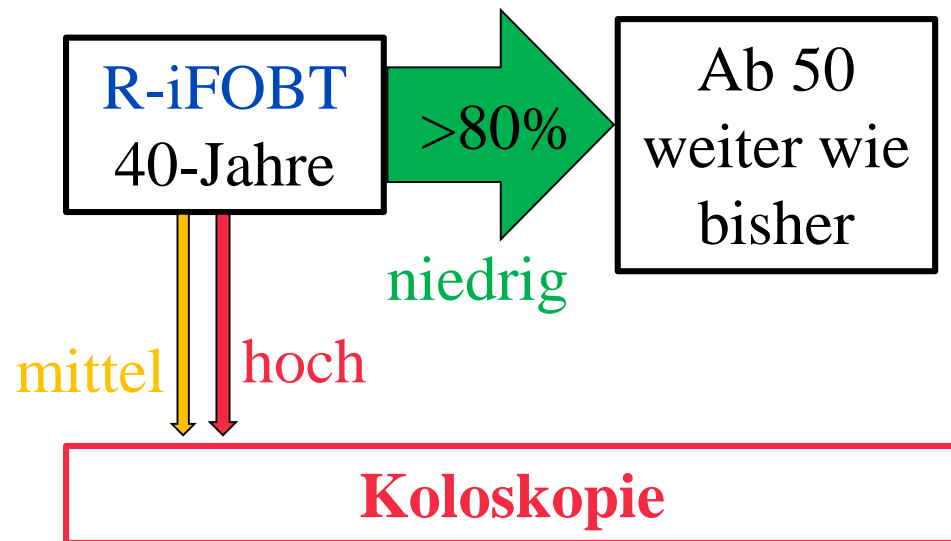 R-iFOBT
40-Jahre
>80%
Ab 50
weiter wie
bisher
niedrig
mittel
hoch
Koloskopie